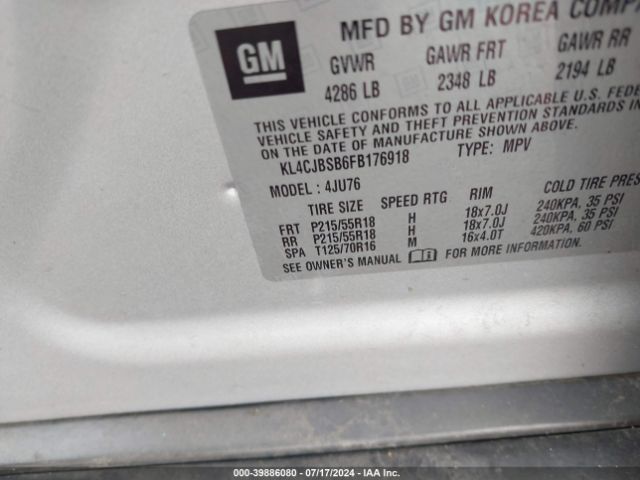 GM
MFD BY GM KOREA COMPA
GVWR GAWR FRT GAWR RR
4286 LB 2348 LB 2194 LB
THIS VEHICLE CONFORMS TO ALL APPLICABLE U.S. FEDE
VEHICLE SAFETY AND THEFT PREVENTION STANDARDS IN
ON THE DATE OF MANUFACTURE SHOWN ABOVE.
KL4CJBSB6FB176918 TYPE: MPV
MODEL: 4JU76
TIRE SIZE SPEED RTG RIM COLD TIRE PRES
FRT P215/55R18 H 18x7.0J 240KPA, 35 PSI
RR P215/55R18 H 18x7.0J 240KPA, 35 PSI
SPA T125/70R16 M 16x4.0T 420KPA, 60 PSI
SEE OWNER'S MANUAL FOR MORE INFORMATION.
000-39886080 07/17/2024 IAA Inc.